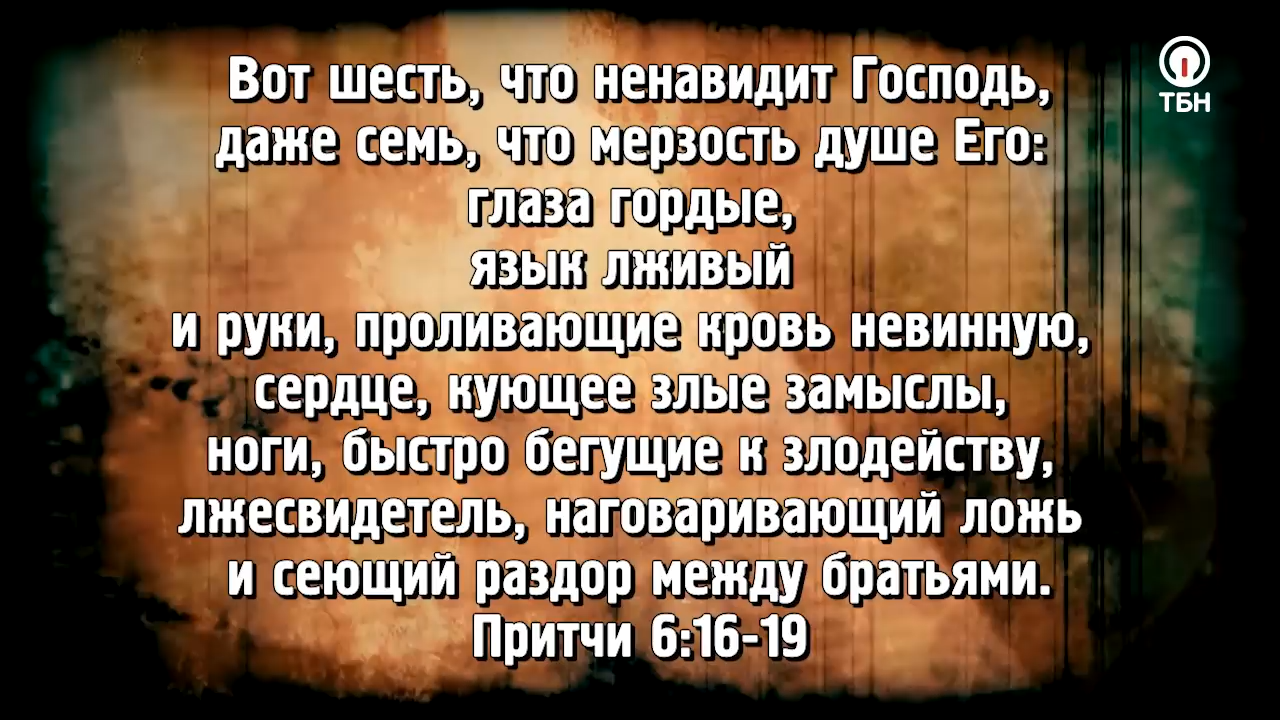 ТБН
Вот шесть, что ненавидит Господь,
даже семь, что мерзость душе Его:
глаза гордые,
язык лживый
и руки, проливающие кровь невинную,
сердце, кующее злые замыслы,
ноги, быстро бегущие к злодейству,
лжесвидетель, наговаривающий ложь
и сеющий раздор между братьями.
Притчи 6:16-19